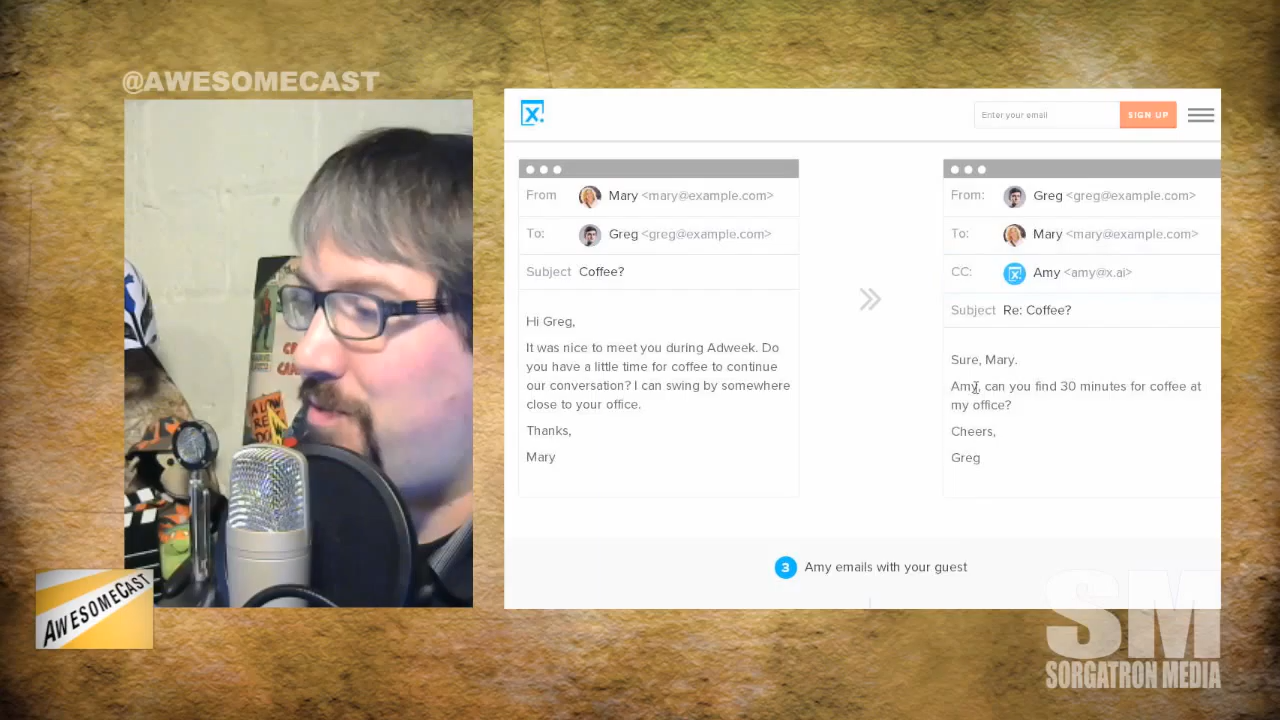 @AWESOMECAST
X.
Enter your email
SIGN UP
From Mary <mary@example.com>
To: Greg <greg@example.com>
Subject Coffee?
Hi Greg,
It was nice to meet you during Adweek. Do
you have a little time for coffee to continue
our conversation? I can swing by somewhere
close to your office.
Thanks,
Mary
From: Greg <greg@example.com>
To: Mary <mary@example.com>
CC: Amy <amy@x.ai>
Subject Re: Coffee?
Sure, Mary.
Amy, can you find 30 minutes for coffee at
my office?
Cheers,
Greg
3 Amy emails with your guest
AWESOMECAST
SM
SORGATRON MEDIA